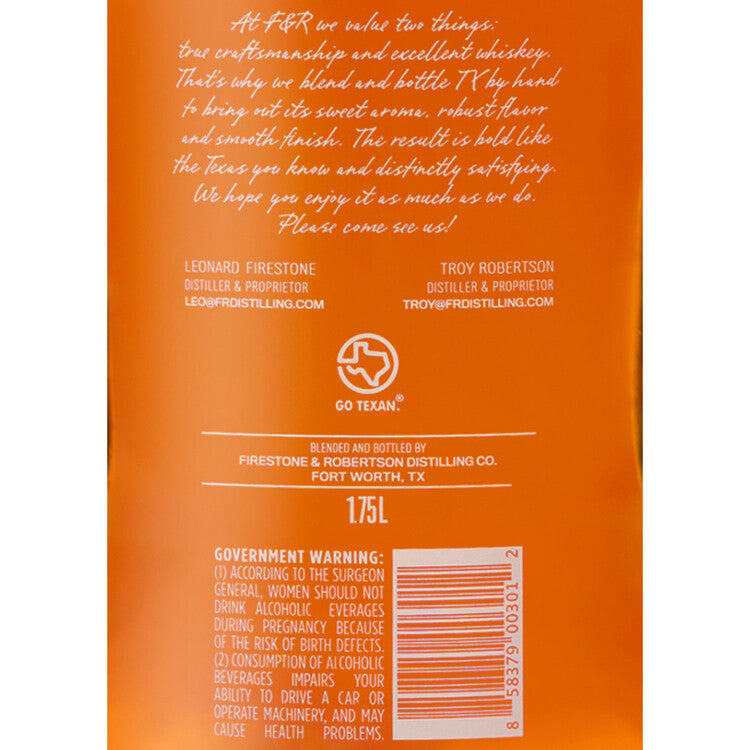 At F&R we value two things:
true craftsmanship and excellent whiskey.
That's why we blend and bottle TX by hand
to bring out its sweet aroma, robust flavor
and smooth finish. The result is bold like
the Texas you know and distinctly satisfying.
We hope you enjoy it as much as we do.
Please come see us!
LEONARD FIRESTONE
DISTILLER & PROPRIETOR
LEO@FRDISTILLING.COM
TROY ROBERTSON
DISTILLER & PROPRIETOR
TROY@FRDISTILLING.COM
GO TEXAN.®
BLENDED AND BOTTLED BY
FIRESTONE & ROBERTSON DISTILLING CO.
FORT WORTH, TX
1.75L
GOVERNMENT WARNING:
(1) ACCORDING TO THE SURGEON
GENERAL, WOMEN SHOULD NOT
DRINK ALCOHOLIC EVERAGES
DURING PREGNANCY BECAUSE
OF THE RISK OF BIRTH DEFECTS.
(2) CONSUMPTION OF ALCOHOLIC
BEVERAGES IMPAIRS YOUR
ABILITY TO DRIVE A CAR OR
OPERATE MACHINERY, AND MAY
CAUSE HEALTH PROBLEMS.
8 58379 00301 2